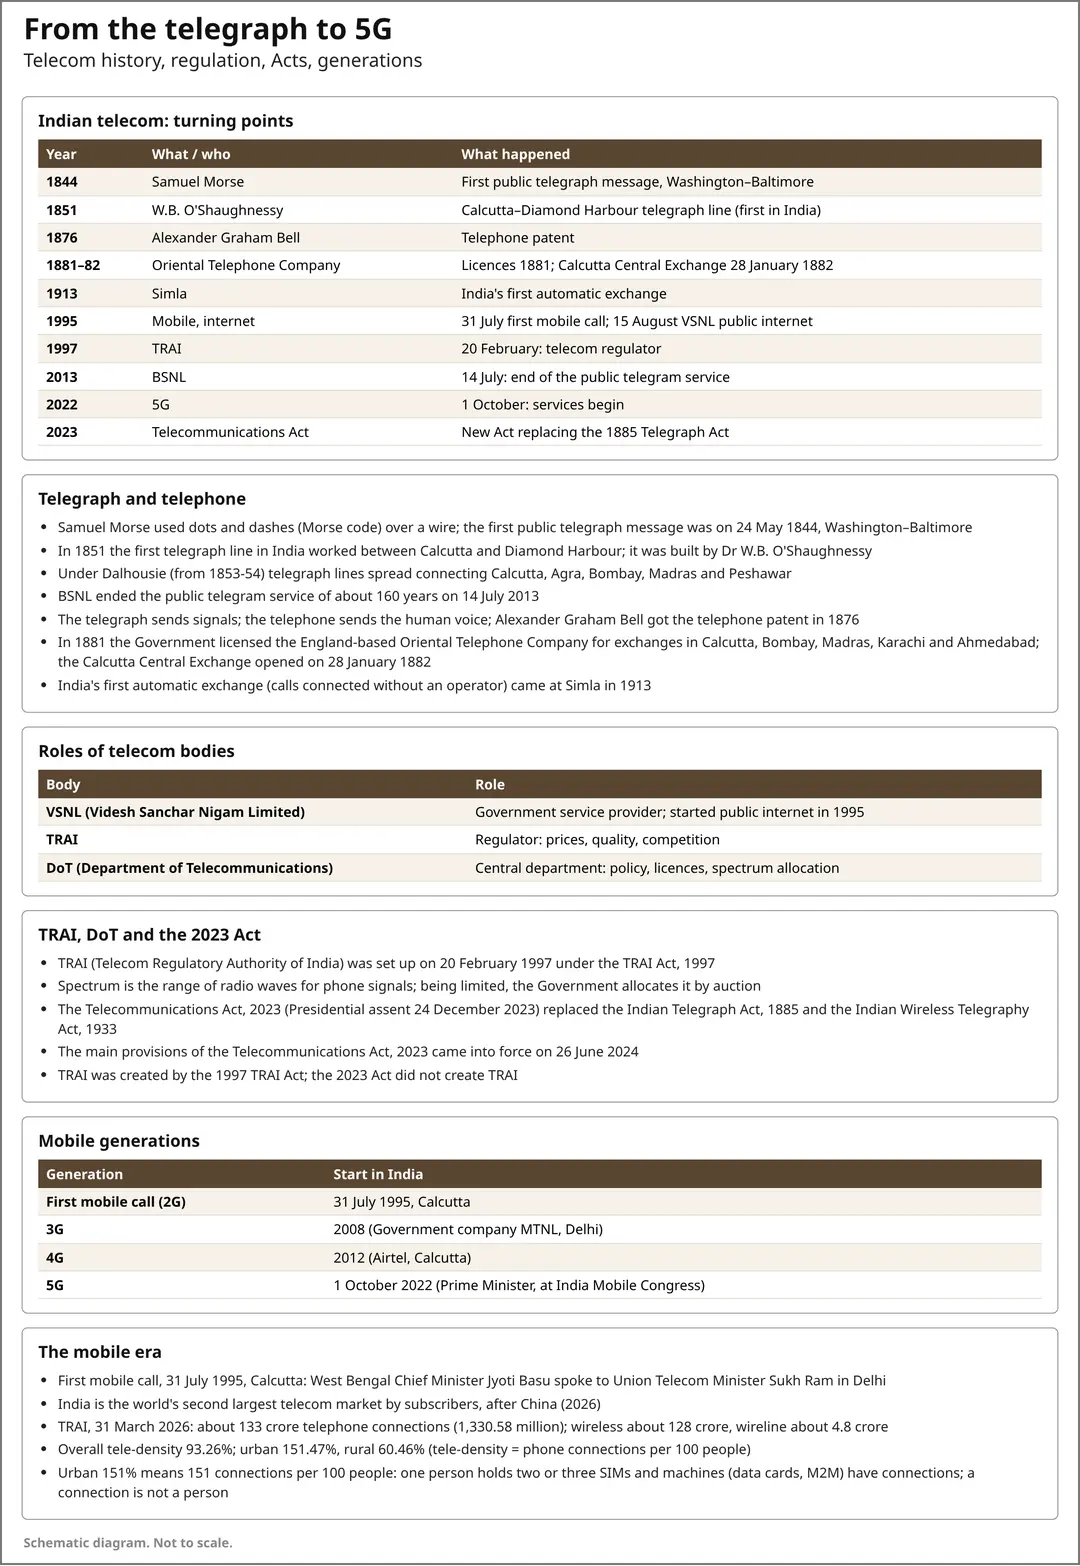 From the telegraph to 5G
Telecom history, regulation, Acts, generations
Indian telecom: turning points
Year What / who What happened
1844 Samuel Morse First public telegraph message, Washington–Baltimore
1851 W.B. O'Shaughnessy Calcutta–Diamond Harbour telegraph line (first in India)
1876 Alexander Graham Bell Telephone patent
1881–82 Oriental Telephone Company Licences 1881; Calcutta Central Exchange 28 January 1882
1913 Simla India's first automatic exchange
1995 Mobile, internet 31 July first mobile call; 15 August VSNL public internet
1997 TRAI 20 February: telecom regulator
2013 BSNL 14 July: end of the public telegram service
2022 5G 1 October: services begin
2023 Telecommunications Act New Act replacing the 1885 Telegraph Act
Telegraph and telephone
• Samuel Morse used dots and dashes (Morse code) over a wire; the first public telegraph message was on 24 May 1844, Washington–Baltimore
• In 1851 the first telegraph line in India worked between Calcutta and Diamond Harbour; it was built by Dr W.B. O'Shaughnessy
• Under Dalhousie (from 1853-54) telegraph lines spread connecting Calcutta, Agra, Bombay, Madras and Peshawar
• BSNL ended the public telegram service of about 160 years on 14 July 2013
• The telegraph sends signals; the telephone sends the human voice; Alexander Graham Bell got the telephone patent in 1876
• In 1881 the Government licensed the England-based Oriental Telephone Company for exchanges in Calcutta, Bombay, Madras, Karachi and Ahmedabad;
the Calcutta Central Exchange opened on 28 January 1882
• India's first automatic exchange (calls connected without an operator) came at Simla in 1913
Roles of telecom bodies
Body Role
VSNL (Videsh Sanchar Nigam Limited) Government service provider; started public internet in 1995
TRAI Regulator: prices, quality, competition
DoT (Department of Telecommunications) Central department: policy, licences, spectrum allocation
TRAI, DoT and the 2023 Act
• TRAI (Telecom Regulatory Authority of India) was set up on 20 February 1997 under the TRAI Act, 1997
• Spectrum is the range of radio waves for phone signals; being limited, the Government allocates it by auction
• The Telecommunications Act, 2023 (Presidential assent 24 December 2023) replaced the Indian Telegraph Act, 1885 and the Indian Wireless Telegraphy
Act, 1933
• The main provisions of the Telecommunications Act, 2023 came into force on 26 June 2024
• TRAI was created by the 1997 TRAI Act; the 2023 Act did not create TRAI
Mobile generations
Generation Start in India
First mobile call (2G) 31 July 1995, Calcutta
3G 2008 (Government company MTNL, Delhi)
4G 2012 (Airtel, Calcutta)
5G 1 October 2022 (Prime Minister, at India Mobile Congress)
The mobile era
• First mobile call, 31 July 1995, Calcutta: West Bengal Chief Minister Jyoti Basu spoke to Union Telecom Minister Sukh Ram in Delhi
• India is the world's second largest telecom market by subscribers, after China (2026)
• TRAI, 31 March 2026: about 133 crore telephone connections (1,330.58 million); wireless about 128 crore, wireline about 4.8 crore
• Overall tele-density 93.26%; urban 151.47%, rural 60.46% (tele-density = phone connections per 100 people)
• Urban 151% means 151 connections per 100 people: one person holds two or three SIMs and machines (data cards, M2M) have connections; a
connection is not a person
Schematic diagram. Not to scale.